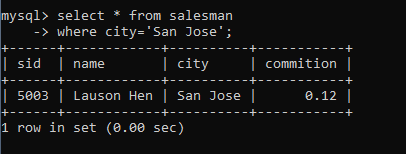 mysql> select * from salesman
    -> where city='San Jose';
+------+------------+----------+-----------+
| sid  | name       | city     | commition |
+------+------------+----------+-----------+
| 5003 | Lauson Hen | San Jose |      0.12 |
+------+------------+----------+-----------+
1 row in set (0.00 sec)